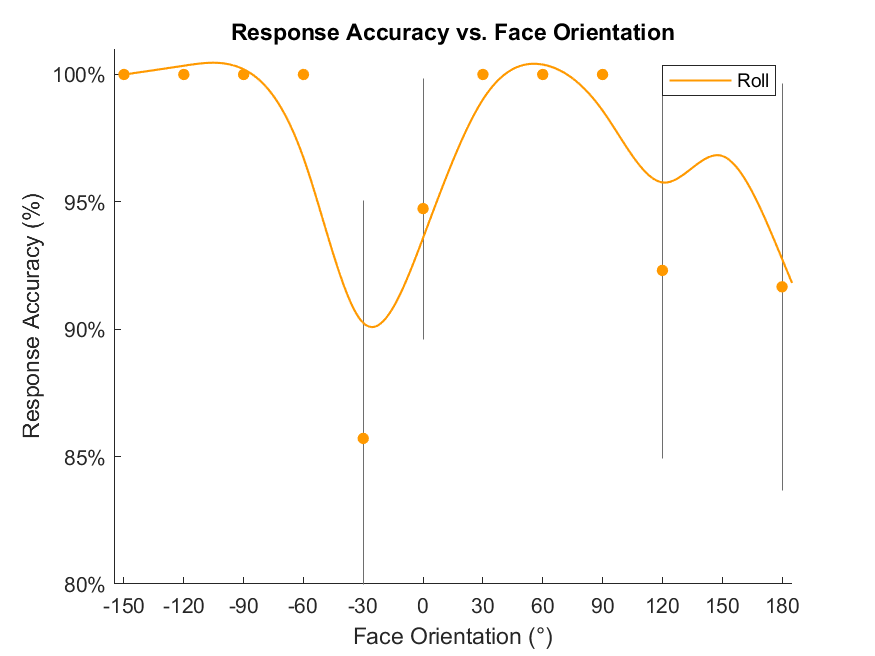 Response Accuracy vs. Face Orientation
Roll
Response Accuracy (%)
100%
95%
90%
85%
80%
-150 -120 -90 -60 -30 0 30 60 90 120 150 180
Face Orientation (°)